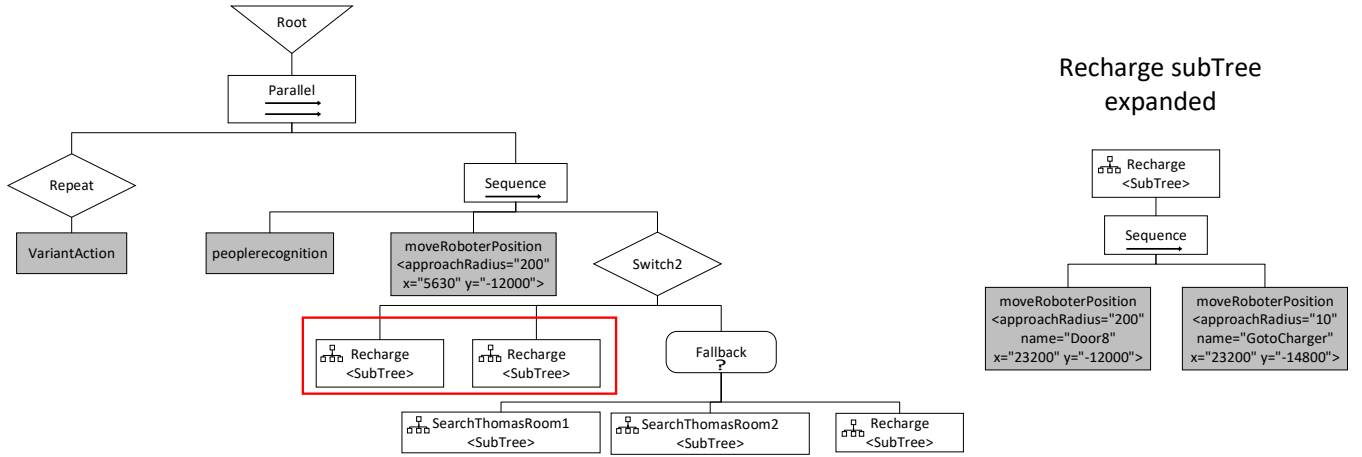 Root
Parallel
Repeat
Sequence
VariantAction
peoplerecognition
moveRoboterPosition
<approachRadius="200"
x="5630" y="-12000">
Switch2
Recharge
<SubTree>
Recharge
<SubTree>
Fallback
?
SearchThomasRoom1
<SubTree>
SearchThomasRoom2
<SubTree>
Recharge
<SubTree>
Recharge subTree
expanded
Recharge
<SubTree>
Sequence
moveRoboterPosition
<approachRadius="200"
name="Door8"
x="23200" y="-12000">
moveRoboterPosition
<approachRadius="10"
name="GotoCharger"
x="23200" y="-14800">